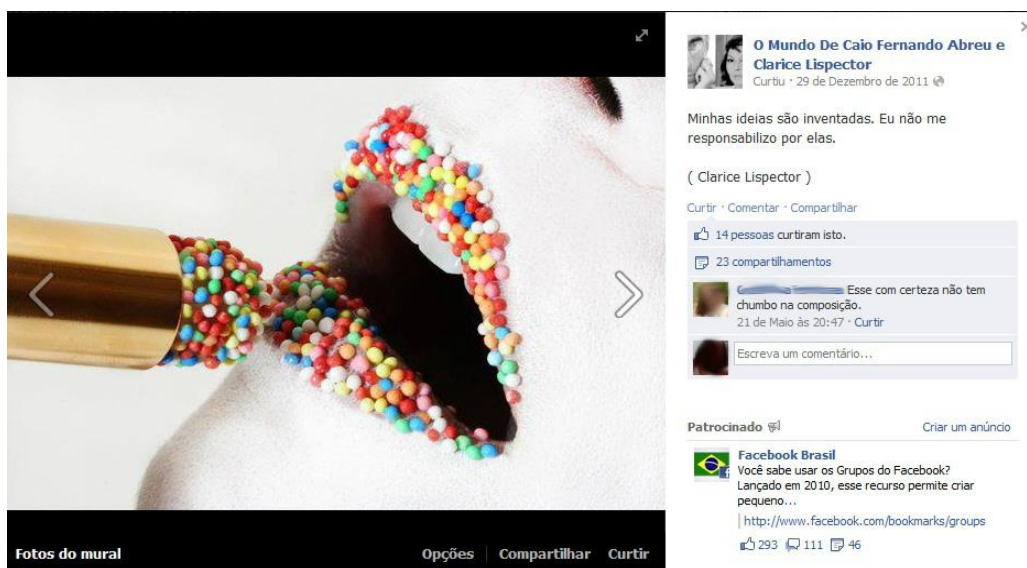 O Mundo De Caio Fernando Abreu e
Clarice Lispector
Curtiu · 29 de Dezembro de 2011
Minhas ideias são inventadas. Eu não me
responsabilizo por elas.
( Clarice Lispector )
Curtir · Comentar · Compartilhar
14 pessoas curtiram isto.
23 compartilhamentos
Esse com certeza não tem
chumbo na composição.
21 de Maio às 20:47 · Curtir
Escreva um comentário...
Patrocinado Criar um anúncio
Facebook Brasil
Você sabe usar os Grupos do Facebook?
Lançado em 2010, esse recurso permite criar
pequeno...
http://www.facebook.com/bookmarks/groups
293 111 46
Fotos do mural Opções Compartilhar Curtir